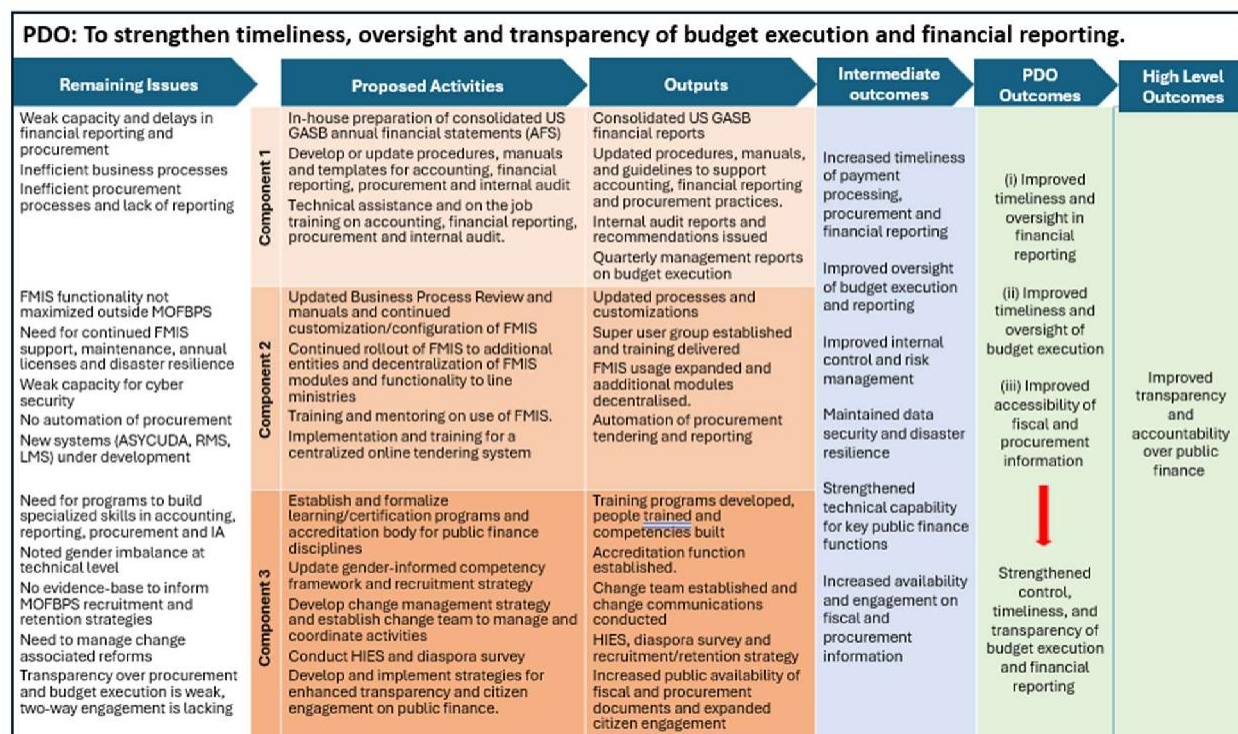 PDO: To strengthen timeliness, oversight and transparency of budget execution and financial reporting.
Remaining Issues
Proposed Activities
Outputs
Intermediate
outcomes
PDO
Outcomes
High Level
Outcomes
Weak capacity and delays in
financial reporting and
procurement
Inefficient business processes
Inefficient procurement
processes and lack of reporting
Component 1
In-house preparation of consolidated US
GASB annual financial statements (AFS)
Develop or update procedures, manuals
and templates for accounting, financial
reporting, procurement and internal audit
Technical assistance and on the job
training on accounting, financial reporting,
procurement and internal audit.
Consolidated US GASB
financial reports
Updated procedures, manuals,
and guidelines to support
accounting, financial reporting
and procurement practices.
Internal audit reports and
recommendations issued
Quarterly management reports
on budget execution
FMIS functionality not
maximized outside MOFBPS
Need for continued FMIS
support, maintenance, annual
licenses and disaster resilience
Weak capacity for cyber
security
No automation of procurement
New systems (ASYCUDA, RMS,
LMS) under development
Component 2
Updated Business Process Review and
manuals and continued
customization/configuration of FMIS
Continued rollout of FMIS to additional
entities and decentralization of FMIS
modules and functionality to line
ministries
Training and mentoring on use of FMIS.
Implementation and training for a
centralized online tendering system
Updated processes and
customizations
Super user group established
and training delivered
FMIS usage expanded and
aadditional modules
decentralised.
Automation of procurement
tendering and reporting
Need for programs to build
specialized skills in accounting,
reporting, procurement and IA
Noted gender imbalance at
technical level
No evidence-base to inform
MOFBPS recruitment and
retention strategies
Need to manage change
associated reforms
Transparency over procurement
and budget execution is weak,
two-way engagement is lacking
Component 3
Establish and formalize
learning/certification programs and
accreditation body for public finance
disciplines
Update gender-informed competency
framework and recruitment strategy
Develop change management strategy
and establish change team to manage and
coordinate activities
Conduct HIES and diaspora survey
Develop and implement strategies for
enhanced transparency and citizen
engagement on public finance.
Training programs developed,
people trained and
competencies built
Accreditation function
established.
Change team established and
change communications
conducted
HIES, diaspora survey and
recruitment/retention strategy
Increased public availability of
fiscal and procurement
documents and expanded
citizen engagement
Increased timeliness
of payment
processing,
procurement and
financial reporting
Improved oversight
of budget execution
and reporting
Improved internal
control and risk
management
Maintained data
security and disaster
resilience
Strengthened
technical capability
for key public finance
functions
Increased availability
and engagement on
fiscal and
procurement
information
(i) Improved
timeliness and
oversight in
financial
reporting
(ii) Improved
timeliness and
oversight of
budget execution
(iii) Improved
accessibility of
fiscal and
procurement
information
Strengthened
control,
timeliness, and
transparency of
budget execution
and financial
reporting
Improved
transparency
and
accountability
over public
finance